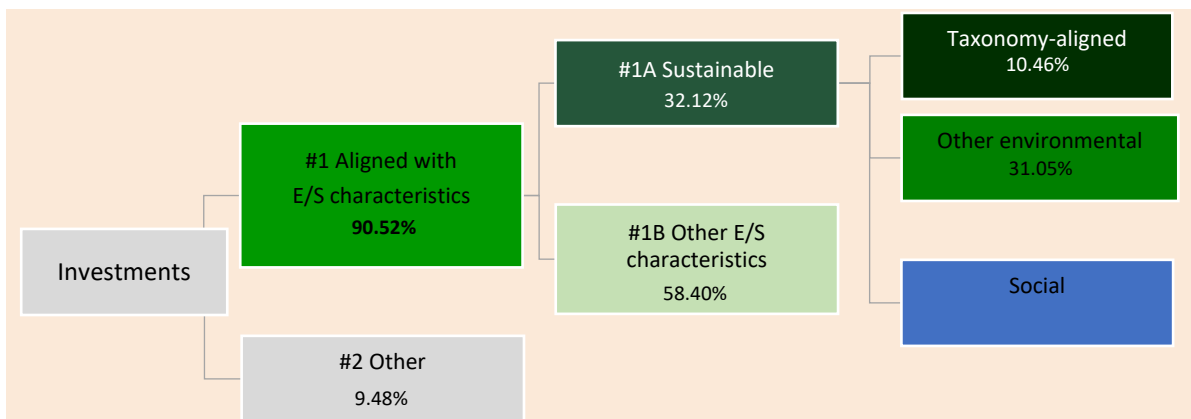 Investments
#1 Aligned with
E/S characteristics
90.52%
#2 Other
9.48%
#1A Sustainable
32.12%
#1B Other E/S
characteristics
58.40%
Taxonomy-aligned
10.46%
Other environmental
31.05%
Social